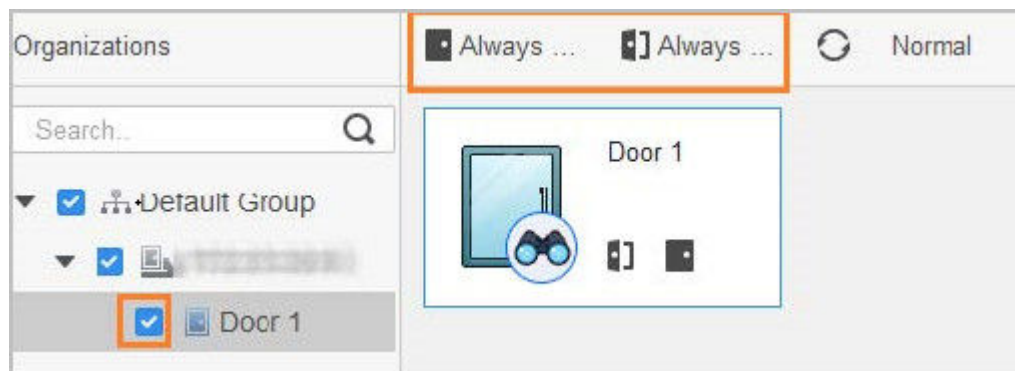 Organizations
Always ... Always ... Normal
Search..
Door 1
Default Group
Door 1